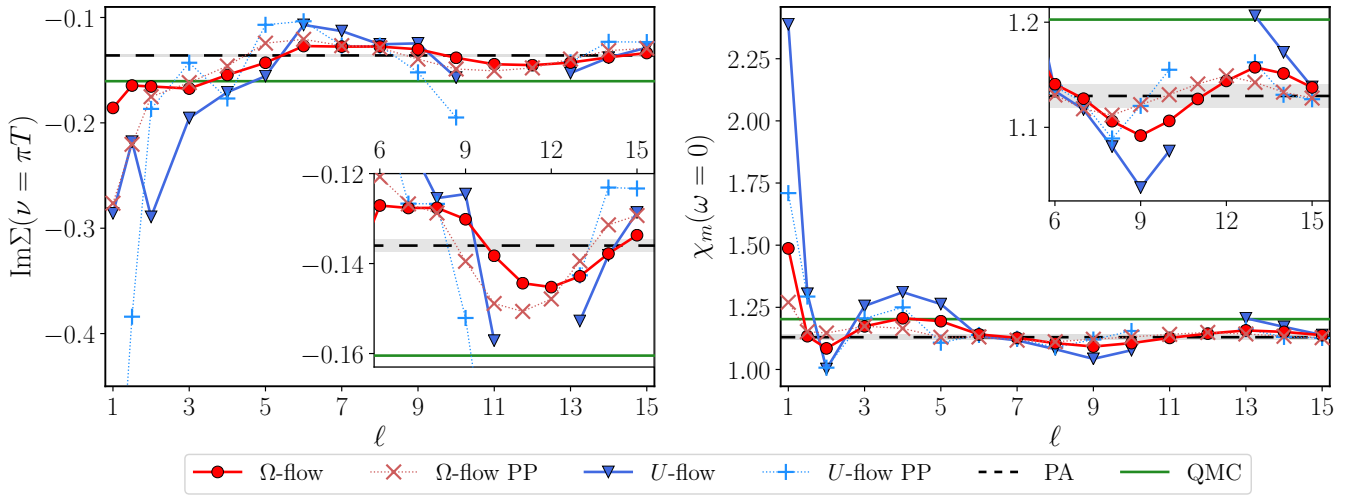 −0.1
−0.2
−0.3
−0.4
ImΣ(ν = πT)
1 3 5 7 9 11 13 15
ℓ
6 9 12 15
−0.12
−0.14
−0.16
2.25
2.00
1.75
1.50
1.25
1.00
χm(ω = 0)
1 3 5 7 9 11 13 15
ℓ
1.2
1.1
6 9 12 15
Ω-flow Ω-flow PP U-flow U-flow PP PA QMC